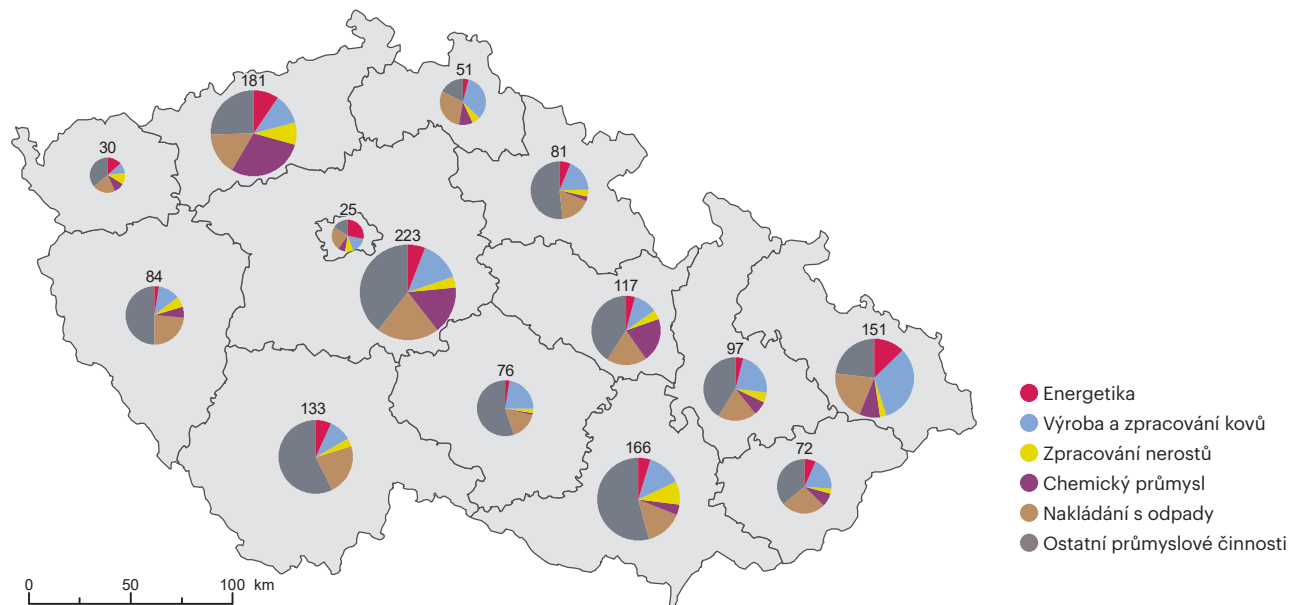 51
181
30
81
25
223
84
117
97
151
76
133
166
72
Energetika
Výroba a zpracování kovů
Zpracování nerostů
Chemický průmysl
Nakládání s odpady
Ostatní průmyslové činnosti
0 50 100 km